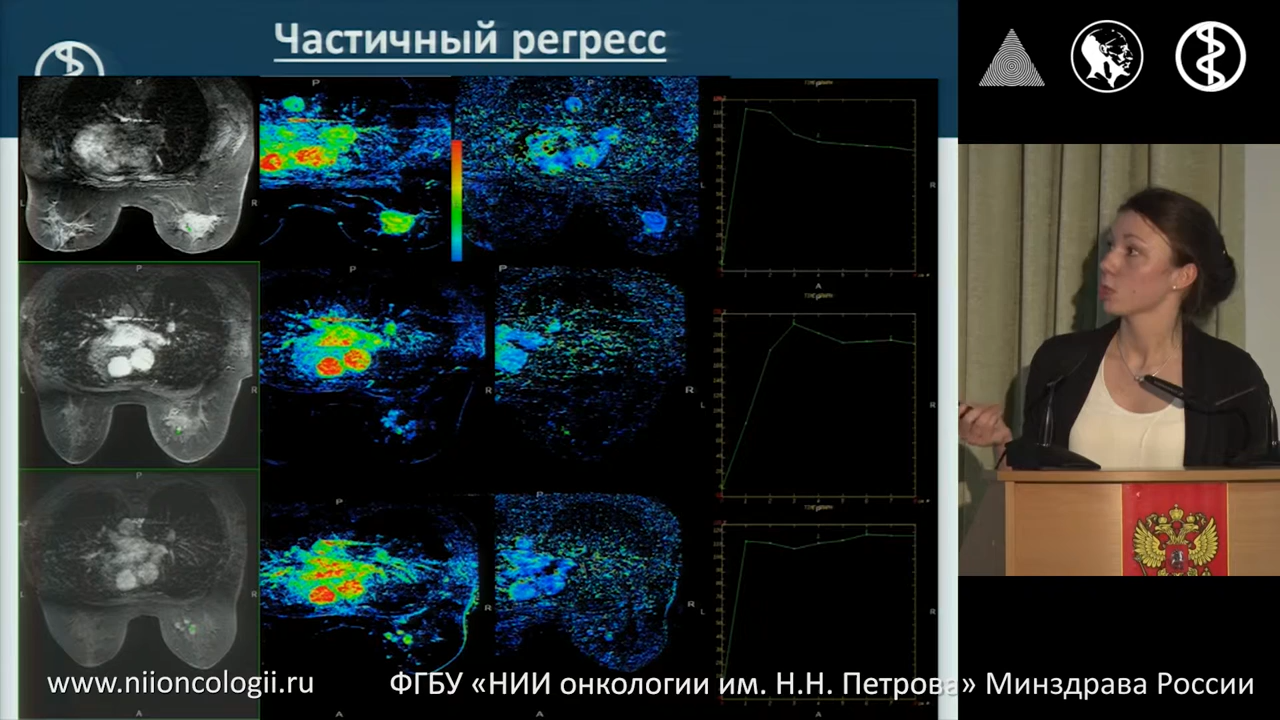 Частичный регресс
P
P
P
L
R
L
R
P
P
P
A
L
R
R
R
L
R
P
P
P
L
R
R
R
L
R
A
A
A
A
www.niioncologii.ru
ФГБУ «НИИ онкологии им. Н.Н. Петрова» Минздрава России